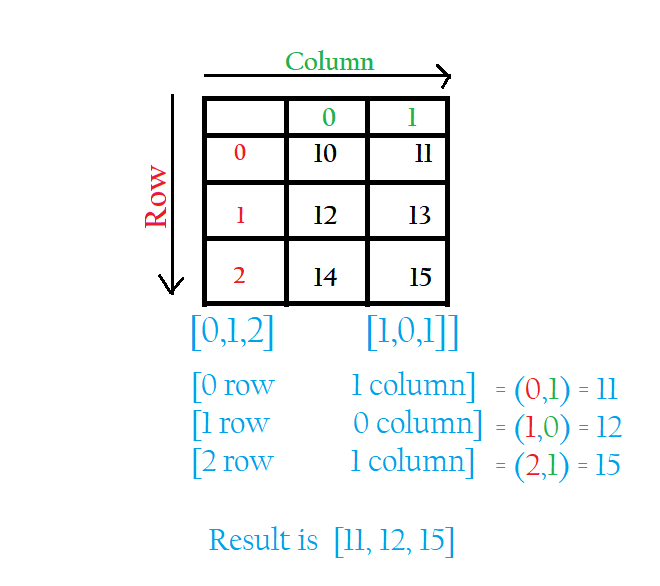 Column
Row
0 1
0 10 11
1 12 13
2 14 15
[0,1,2] [1,0,1]]
[0 row 1 column] = (0,1) = 11
[1 row 0 column] = (1,0) = 12
[2 row 1 column] = (2,1) = 15
Result is [11, 12, 15]